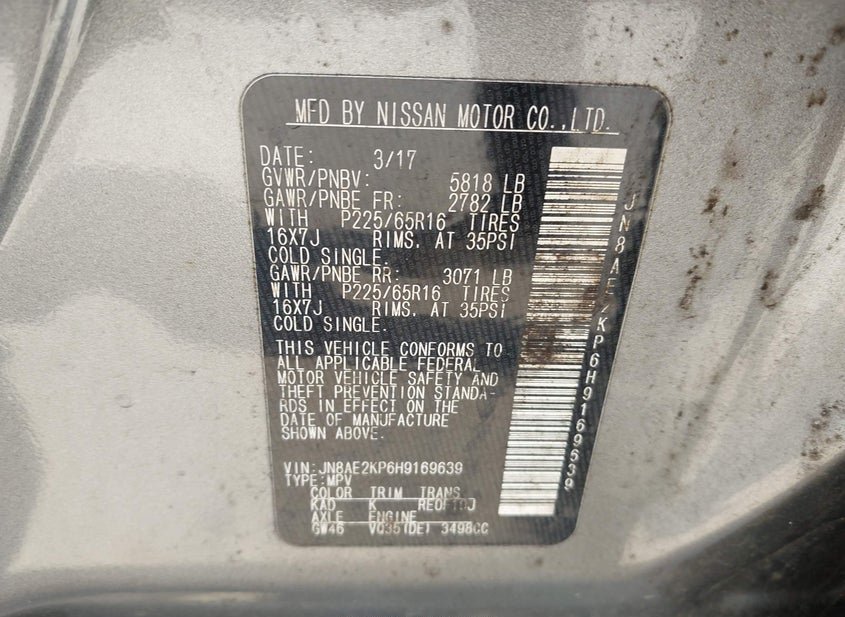 MFD BY NISSAN MOTOR CO.,LTD.
DATE: 3/17
GVWR/PNBV: 5818 LB
GAWR/PNBE FR: 2782 LB
WITH P225/65R16 TIRES
16X7J RIMS. AT 35PSI
COLD SINGLE.
GAWR/PNBE RR: 3071 LB
WITH P225/65R16 TIRES
16X7J RIMS. AT 35PSI
COLD SINGLE.
THIS VEHICLE CONFORMS TO
ALL APPLICABLE FEDERAL
MOTOR VEHICLE SAFETY AND
THEFT PREVENTION STANDA-
RDS IN EFFECT ON THE
DATE OF MANUFACTURE
SHOWN ABOVE.
VIN:JN8AE2KP6H9169639
TYPE:MPV
COLOR TRIM TRANS
KAD K RE0F10J
AXLE ENGINE
GW46 VQ35(DE) 3498CC
JN8AE2KP6H9169639